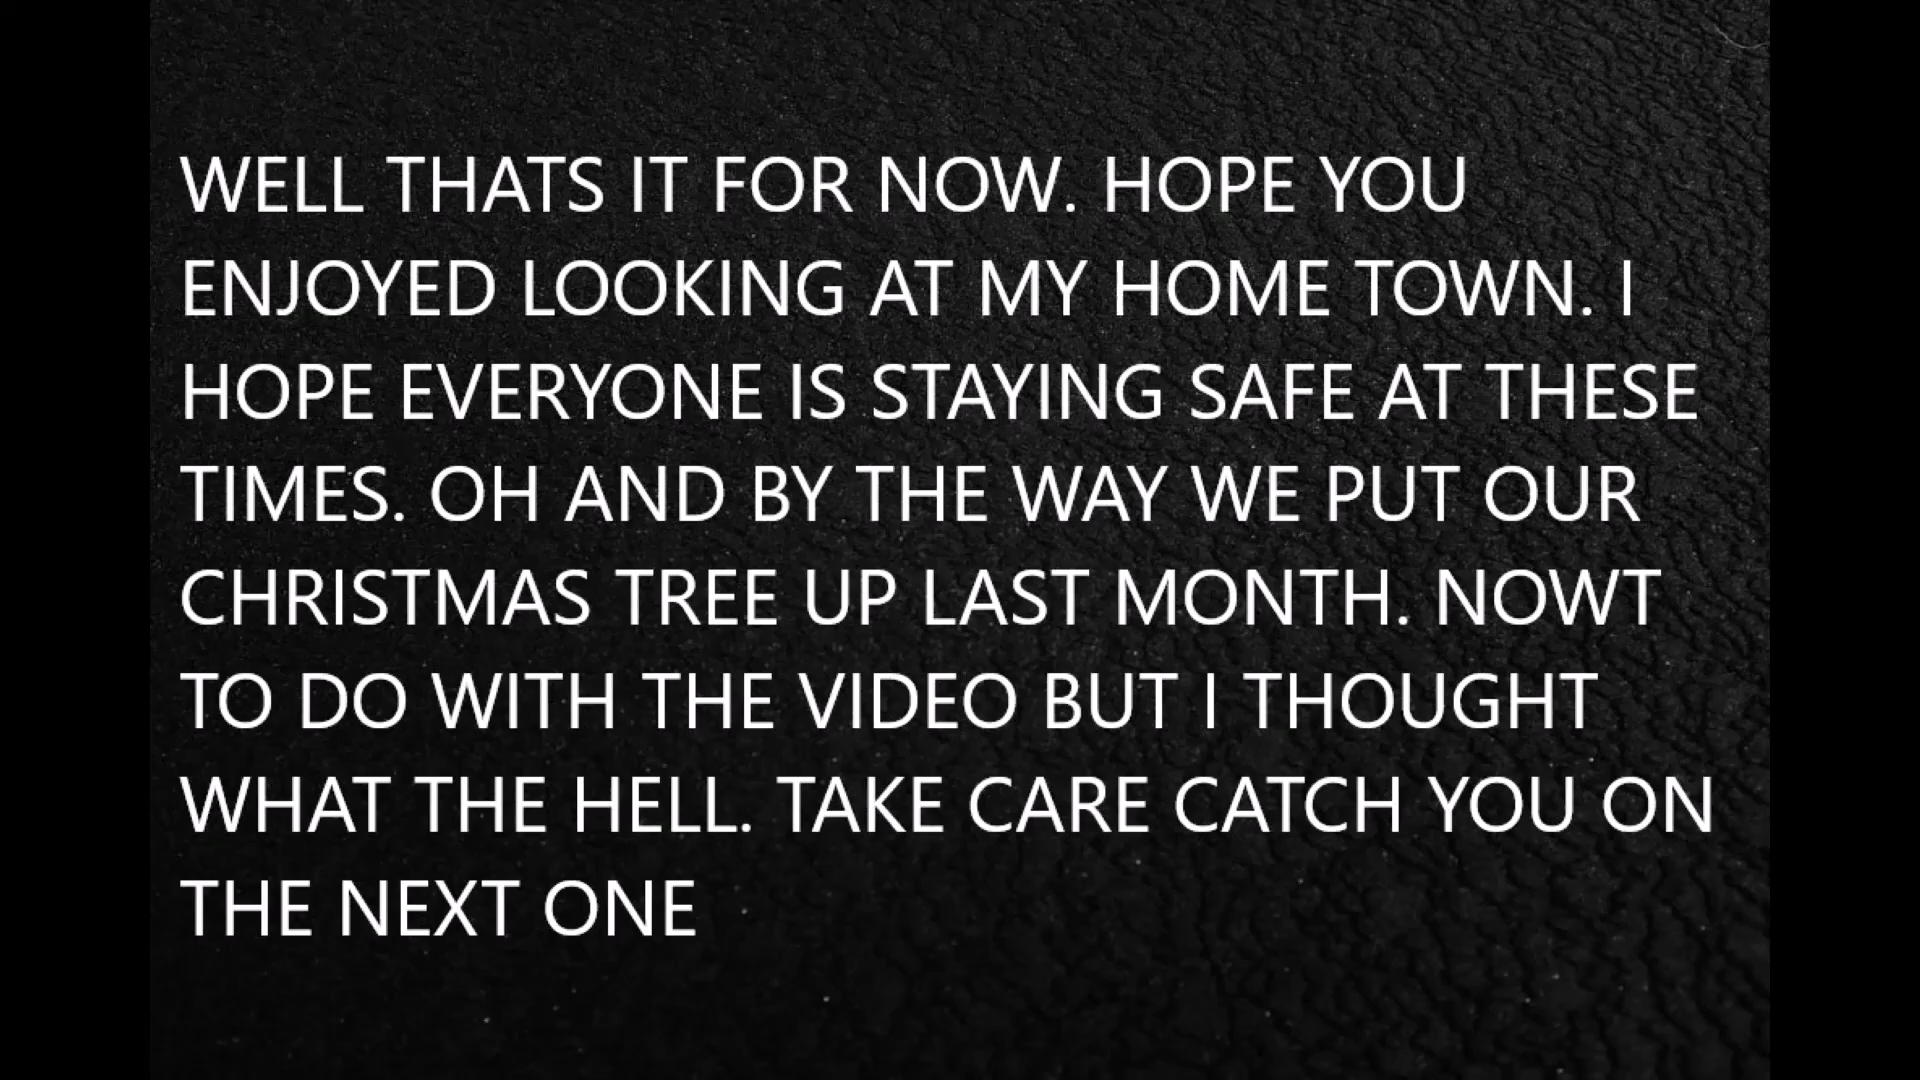 WELL THATS IT FOR NOW. HOPE YOU
ENJOYED LOOKING AT MY HOME TOWN. I
HOPE EVERYONE IS STAYING SAFE AT THESE
TIMES. OH AND BY THE WAY WE PUT OUR
CHRISTMAS TREE UP LAST MONTH. NOWT
TO DO WITH THE VIDEO BUT I THOUGHT
WHAT THE HELL. TAKE CARE CATCH YOU ON
THE NEXT ONE